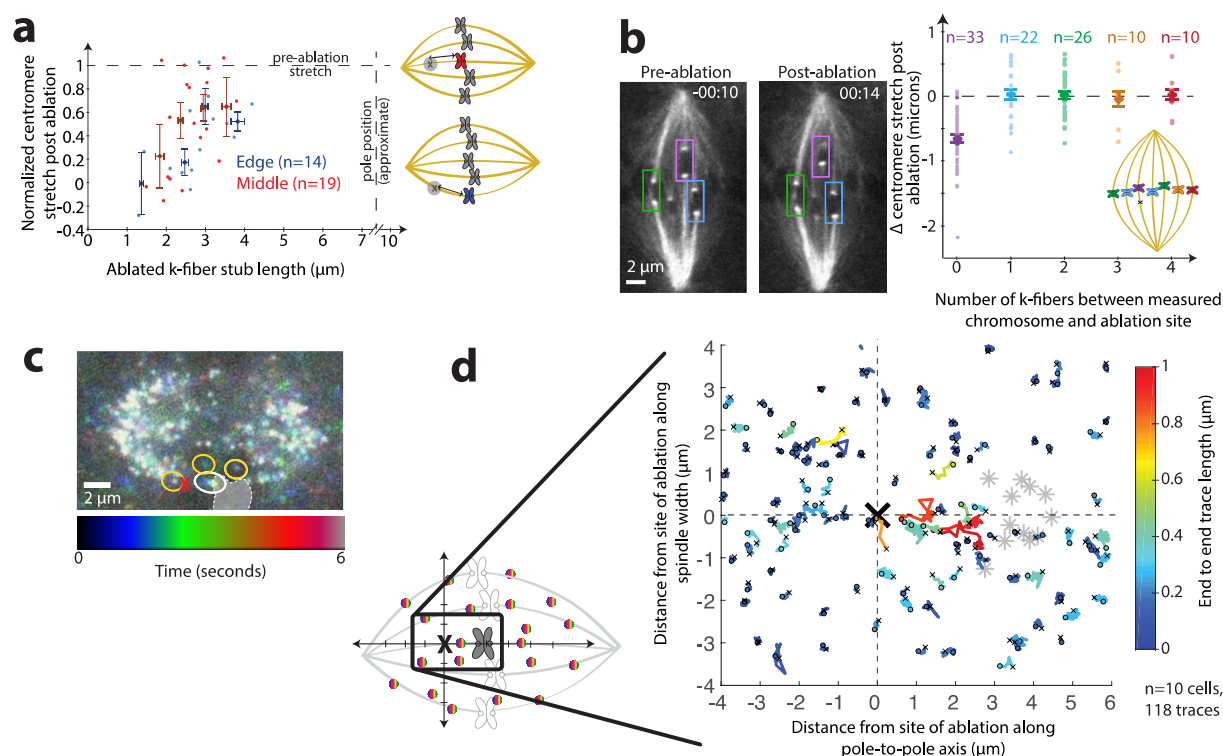 a
Normalized centromere
stretch post ablation
1
0.8
0.6
0.4
0.2
0
-0.2
-0.4
pre-ablation
stretch
pole position
(approximate)
Edge (n=14)
Middle (n=19)
0 1 2 3 4 5 6 7 10
Ablated k-fiber stub length (μm)
x
x
b
Pre-ablation
-00:10
2 μm
Post-ablation
00:14
Δ centromere stretch post
ablation (microns)
n=33 n=22 n=26 n=10 n=10
1
0
-1
-2
x
0 1 2 3 4
Number of k-fibers between measured
chromosome and ablation site
c
X
2 μm
0 6
Time (seconds)
d
X
Distance from site of ablation along
spindle width (μm)
4
3
2
1
0
-1
-2
-3
-4
-4 -3 -2 -1 0 1 2 3 4 5 6
Distance from site of ablation along
pole-to-pole axis (μm)
1
0.8
0.6
0.4
0.2
0
End to end trace length (μm)
n=10 cells,
118 traces